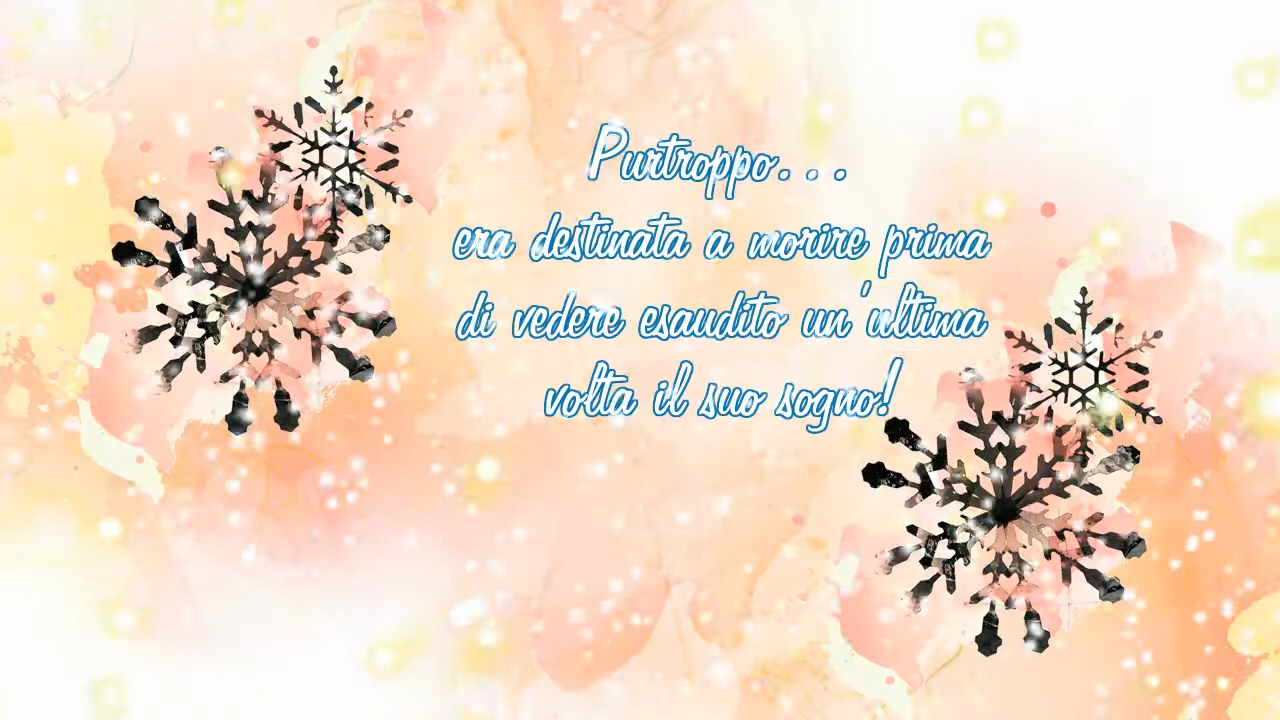 Purtroppo...
era destinata a morire prima
di vedere esaudito un'ultima
volta il suo sogno!